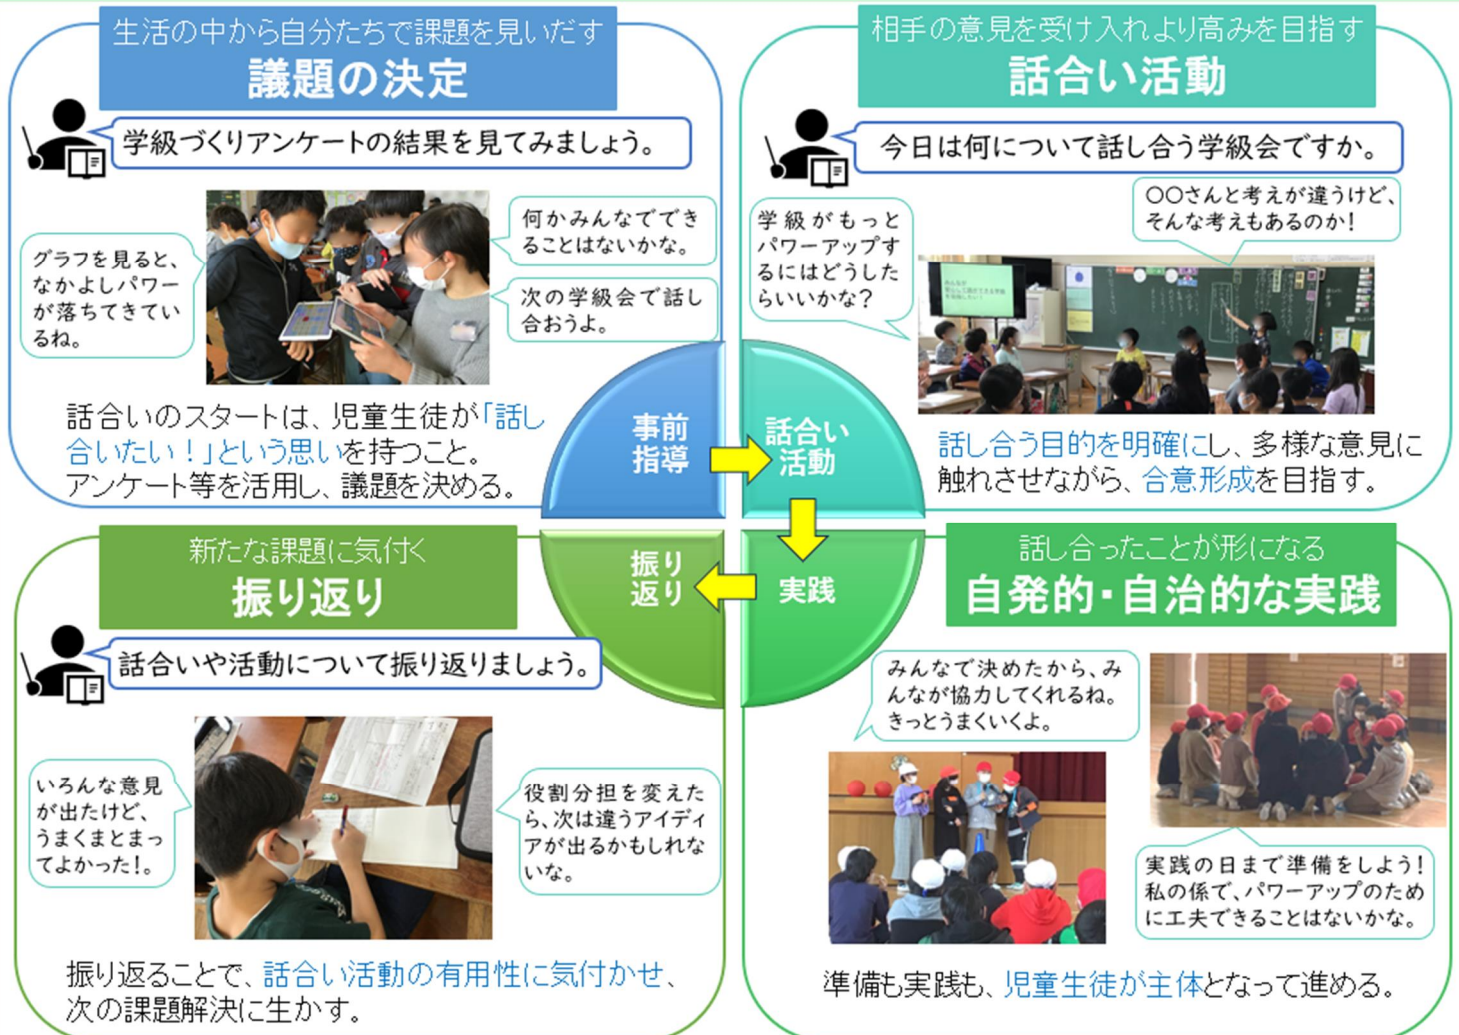 生活の中から自分たちで課題を見いだす
議題の決定
学級づくりアンケートの結果を見てみましょう。
グラフを見ると、
なかよしパワー
が落ちてきてい
るね。
何かみんなででき
ることはないかな。
次の学級会で話し
合おうよ。
話合いのスタートは、児童生徒が「話し
合いたい！」という思いを持つこと。
アンケート等を活用し、議題を決める。
相手の意見を受け入れより高みを目指す
話合い活動
今日は何について話し合う学級会ですか。
学級がもっと
パワーアップす
るにはどうした
らいいかな？
〇〇さんと考えが違うけど、
そんな考えもあるのか！
話し合う目的を明確にし、多様な意見に
触れさせながら、合意形成を目指す。
事前
指導
話合い
活動
実践
振り
返り
話し合ったことが形になる
自発的・自治的な実践
みんなで決めたから、み
んなが協力してくれるね。
きっとうまくいくよ。
実践の日まで準備をしよう！
私の係で、パワーアップのため
に工夫できることはないかな。
準備も実践も、児童生徒が主体となって進める。
新たな課題に気付く
振り返り
話合いや活動について振り返りましょう。
いろんな意見
が出たけど、
うまくまとまっ
てよかった！。
役割分担を変えた
ら、次は違うアイディ
アが出るかもしれな
いな。
振り返ることで、話合い活動の有用性に気付かせ、
次の課題解決に生かす。